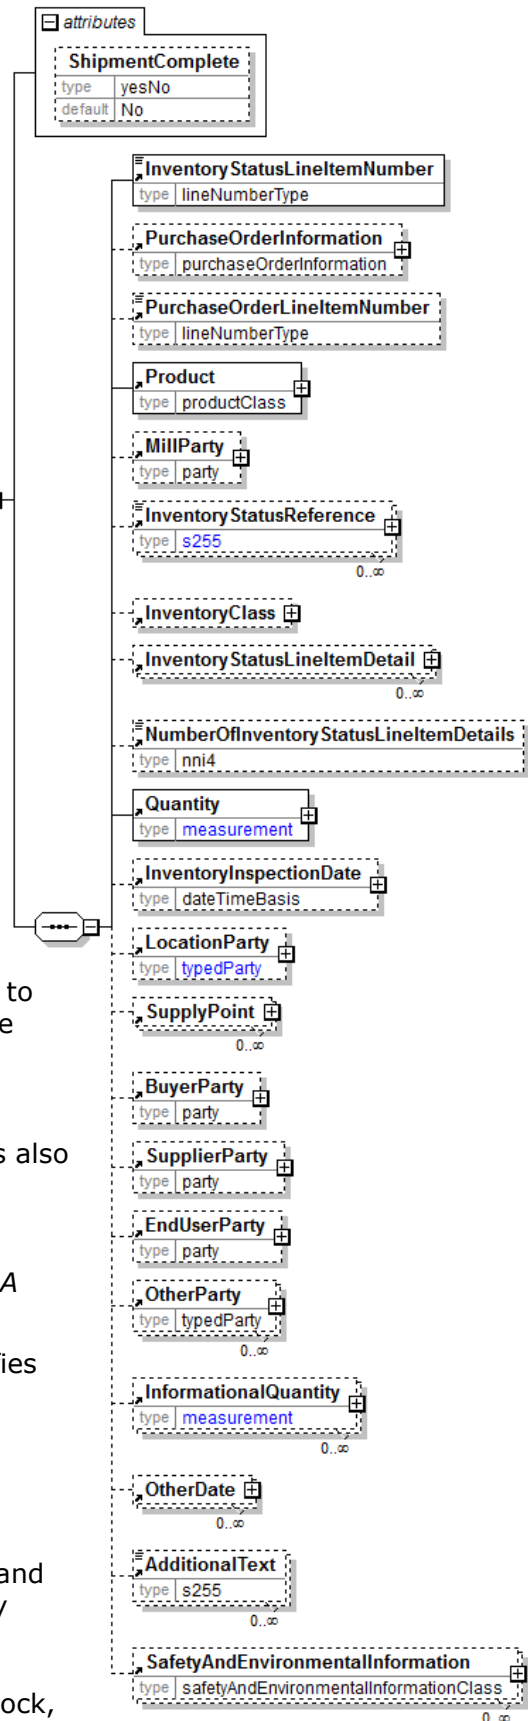 attributes
ShipmentComplete
type yesNo
default No
InventoryStatusLineItemNumber
type lineNumberType
PurchaseOrderInformation
type purchaseOrderInformation
PurchaseOrderLineItemNumber
type lineNumberType
Product
type productClass
MillParty
type party
InventoryStatusReference
type s255
0..∞
InventoryClass
InventoryStatusLineItemDetail
0..∞
NumberOfInventoryStatusLineItemDetails
type nni4
Quantity
type measurement
InventoryInspectionDate
type dateTimeBasis
LocationParty
type typedParty
to
SupplyPoint
e
0..∞
BuyerParty
type party
s also
SupplierParty
type party
EndUserParty
type party
A
OtherParty
type typedParty
0..∞
ies
InformationalQuantity
type measurement
0..∞
OtherDate
0..∞
and
AdditionalText
type s255
y
0..∞
SafetyAndEnvironmentalInformation
type safetyAndEnvironmentalInformationClass
ock,
0..∞